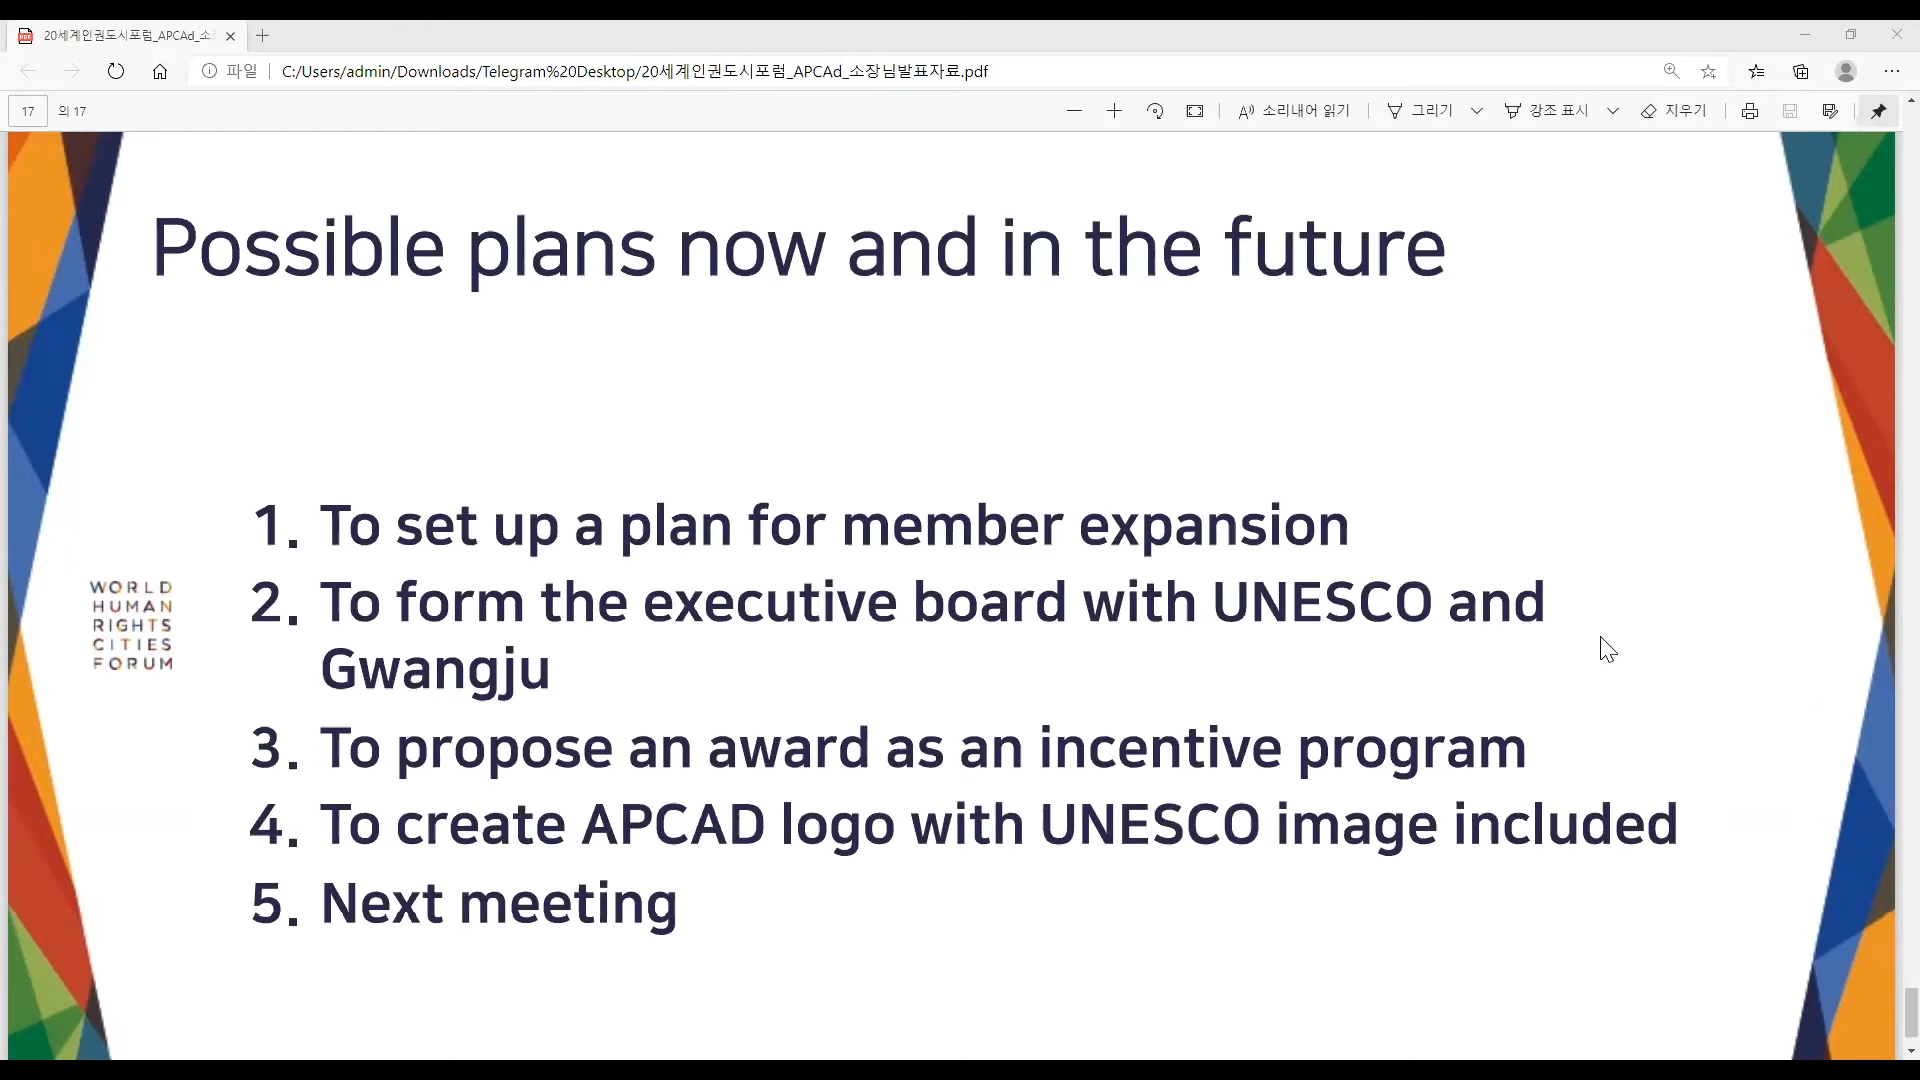 20세계인권도시포럼_APCAd_소
파일
C:/Users/admin/Downloads/Telegram%20Desktop/20세계인권도시포럼_APCAd_소장님발표자료.pdf
17 의 17
소리내어 읽기
그리기
강조 표시
지우기
Possible plans now and in the future
1. To set up a plan for member expansion
2. To form the executive board with UNESCO and
Gwangju
3. To propose an award as an incentive program
4. To create APCAD logo with UNESCO image included
5. Next meeting
WORLD
HUMAN
RIGHTS
CITIES
FORUM